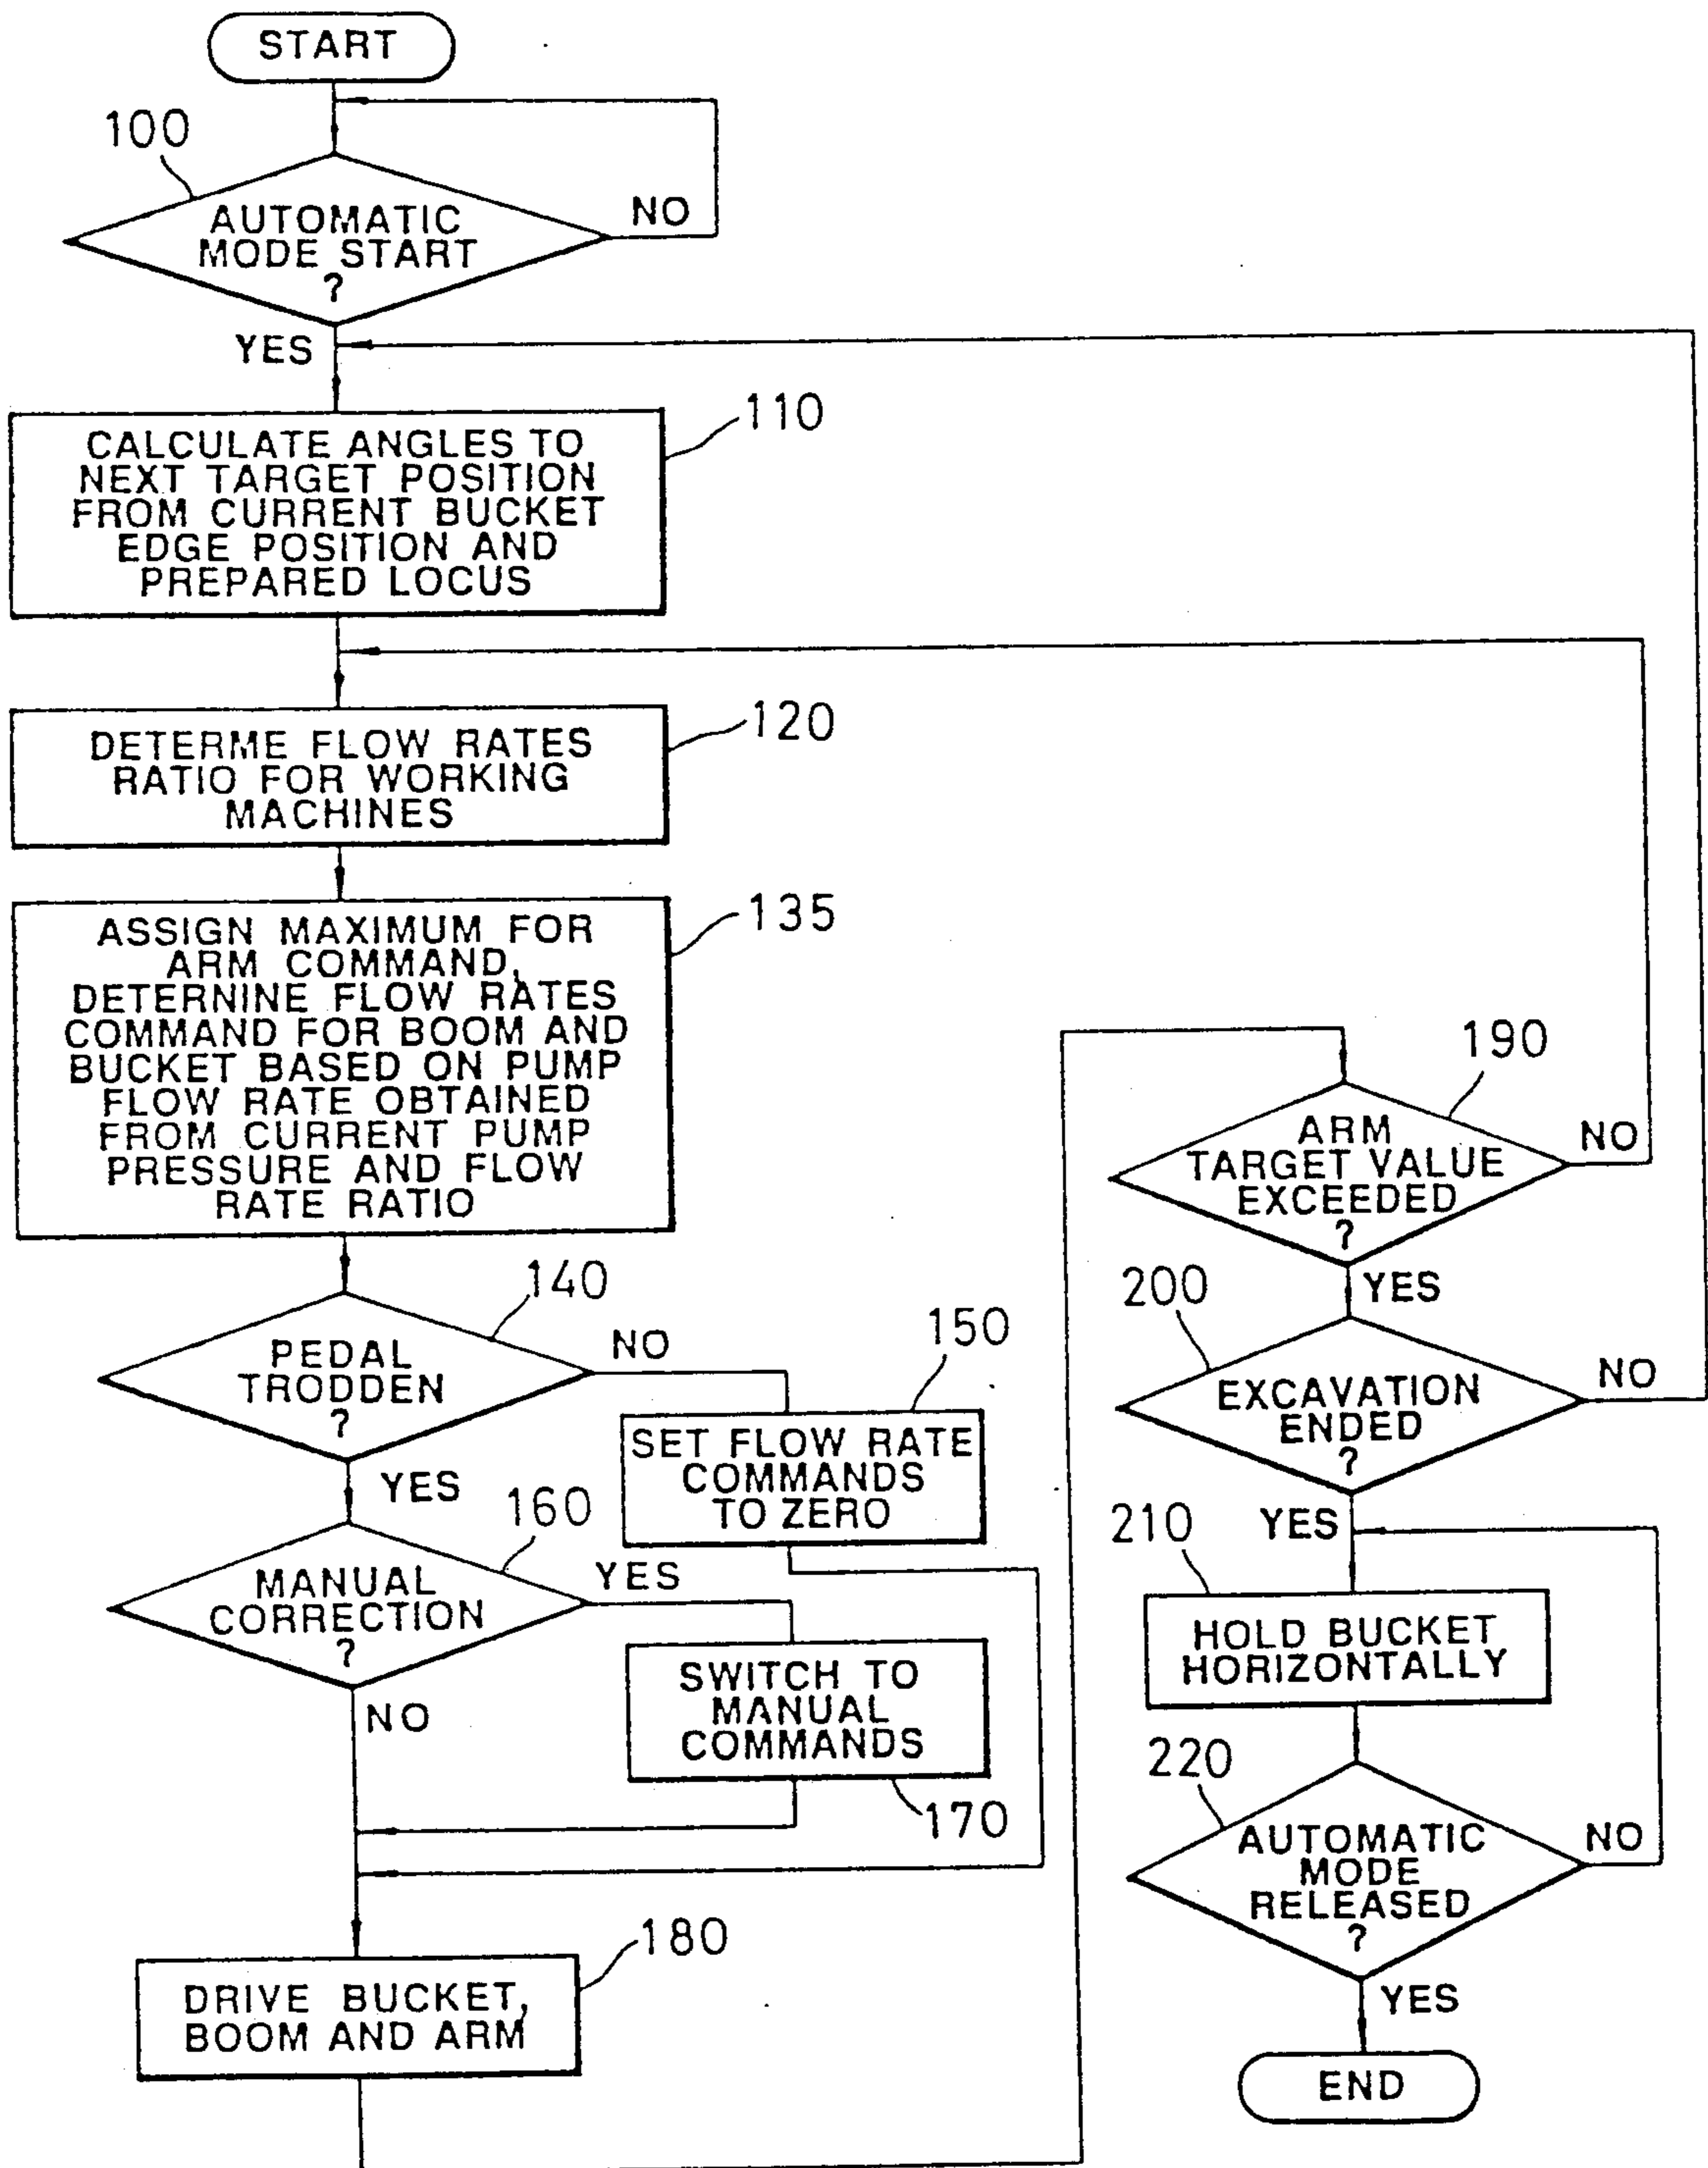 START
100
AUTOMATIC
MODE START
?
NO
YES
110
CALCULATE ANGLES TO
NEXT TARGET POSITION
FROM CURRENT BUCKET
EDGE POSITION AND
PREPARED LOCUS
120
DETERME FLOW RATES
RATIO FOR WORKING
MACHINES
135
ASSIGN MAXIMUM FOR
ARM COMMAND,
DETERNINE FLOW RATES
COMMAND FOR BOOM AND
BUCKET BASED ON PUMP
FLOW RATE OBTAINED
FROM CURRENT PUMP
PRESSURE AND FLOW
RATE RATIO
140
PEDAL
TRODDEN
?
NO
YES
150
SET FLOW RATE
COMMANDS
TO ZERO
160
MANUAL
CORRECTION
?
YES
NO
SWITCH TO
MANUAL
COMMANDS
170
180
DRIVE BUCKET,
BOOM AND ARM
190
ARM
TARGET VALUE
EXCEEDED
?
NO
YES
200
EXCAVATION
ENDED
?
NO
YES
210
HOLD BUCKET
HORIZONTALLY
220
AUTOMATIC
MODE
RELEASED
?
NO
YES
END